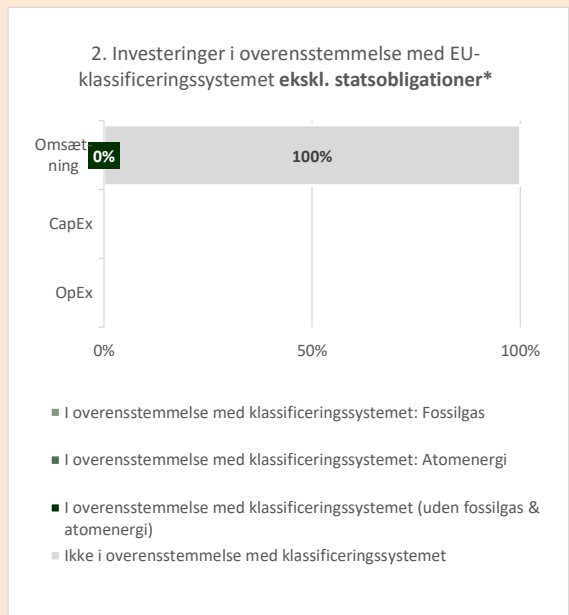 2. Investeringer i overensstemmelse med EU-
klassificeringssystemet ekskl. statsobligationer*
Omsæt-
ning
0%
100%
CapEx
OpEx
0%
50%
100%
I overensstemmelse med klassificeringssystemet: Fossilgas
I overensstemmelse med klassificeringssystemet: Atomenergi
I overensstemmelse med klassificeringssystemet (uden fossilgas &
atomenergi)
Ikke i overensstemmelse med klassificeringssystemet